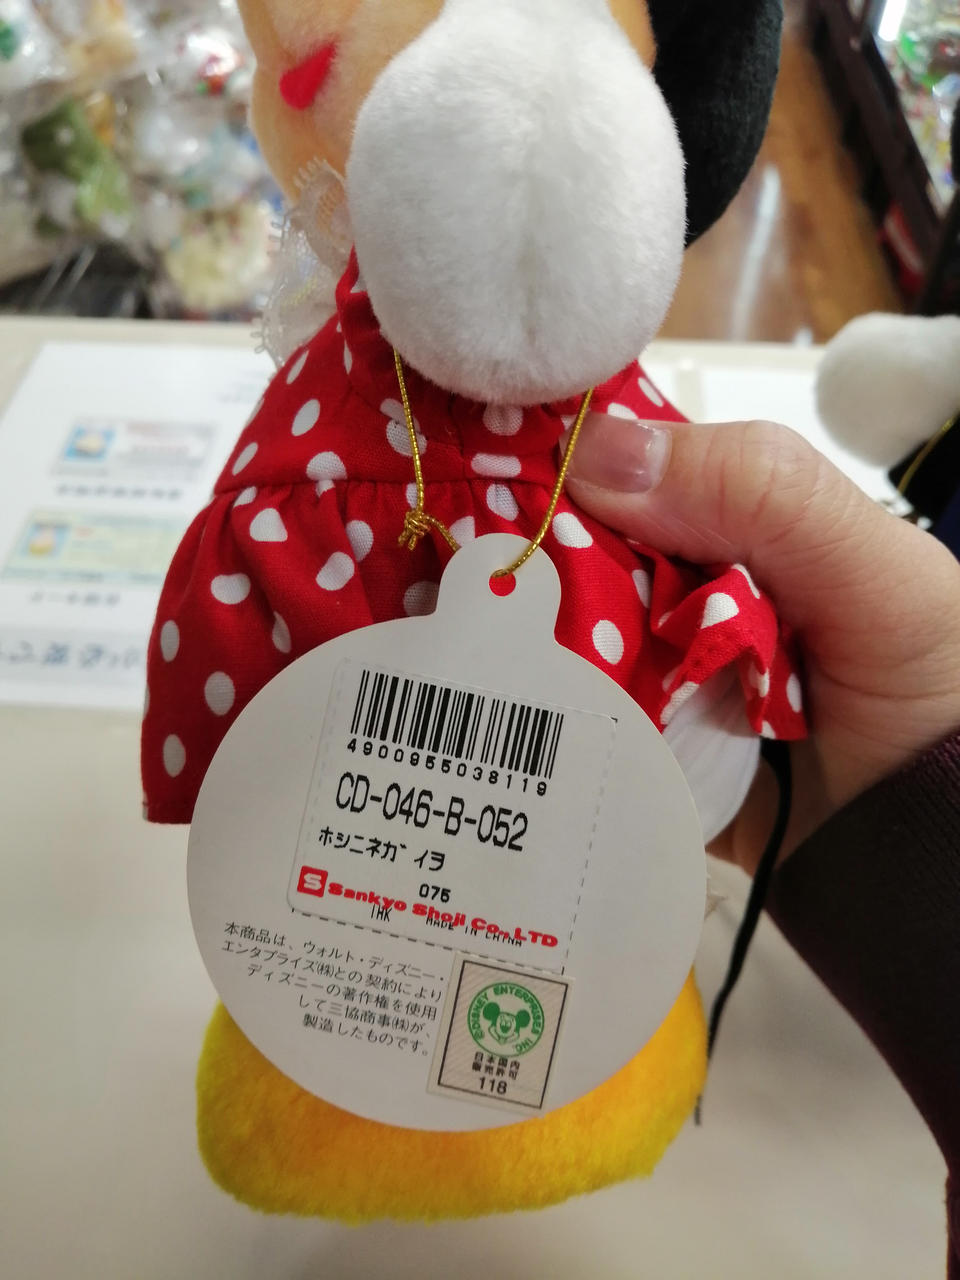 4900955038119
CD-046-B-052
ホシニネガイヲ
075
S Sankyo Shoji Co., LTD
THK MADE IN CHINA
本商品は、ウォルト・ディズニー・
エンタプライズ㈱との契約により
ディズニーの著作権を使用
して三協商事㈱が、
製造したものです。
©DISNEY ENTERPRISES INC.
日本国内
販売許可
118